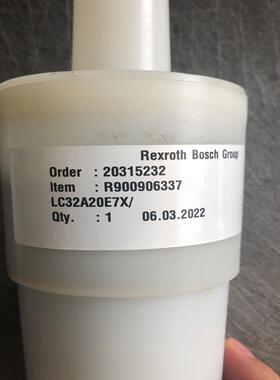 Rexroth Bosch Group
Order : 20315232
Item : R900906337
LC32A20E7X/
Qty. : 1 06.03.2022